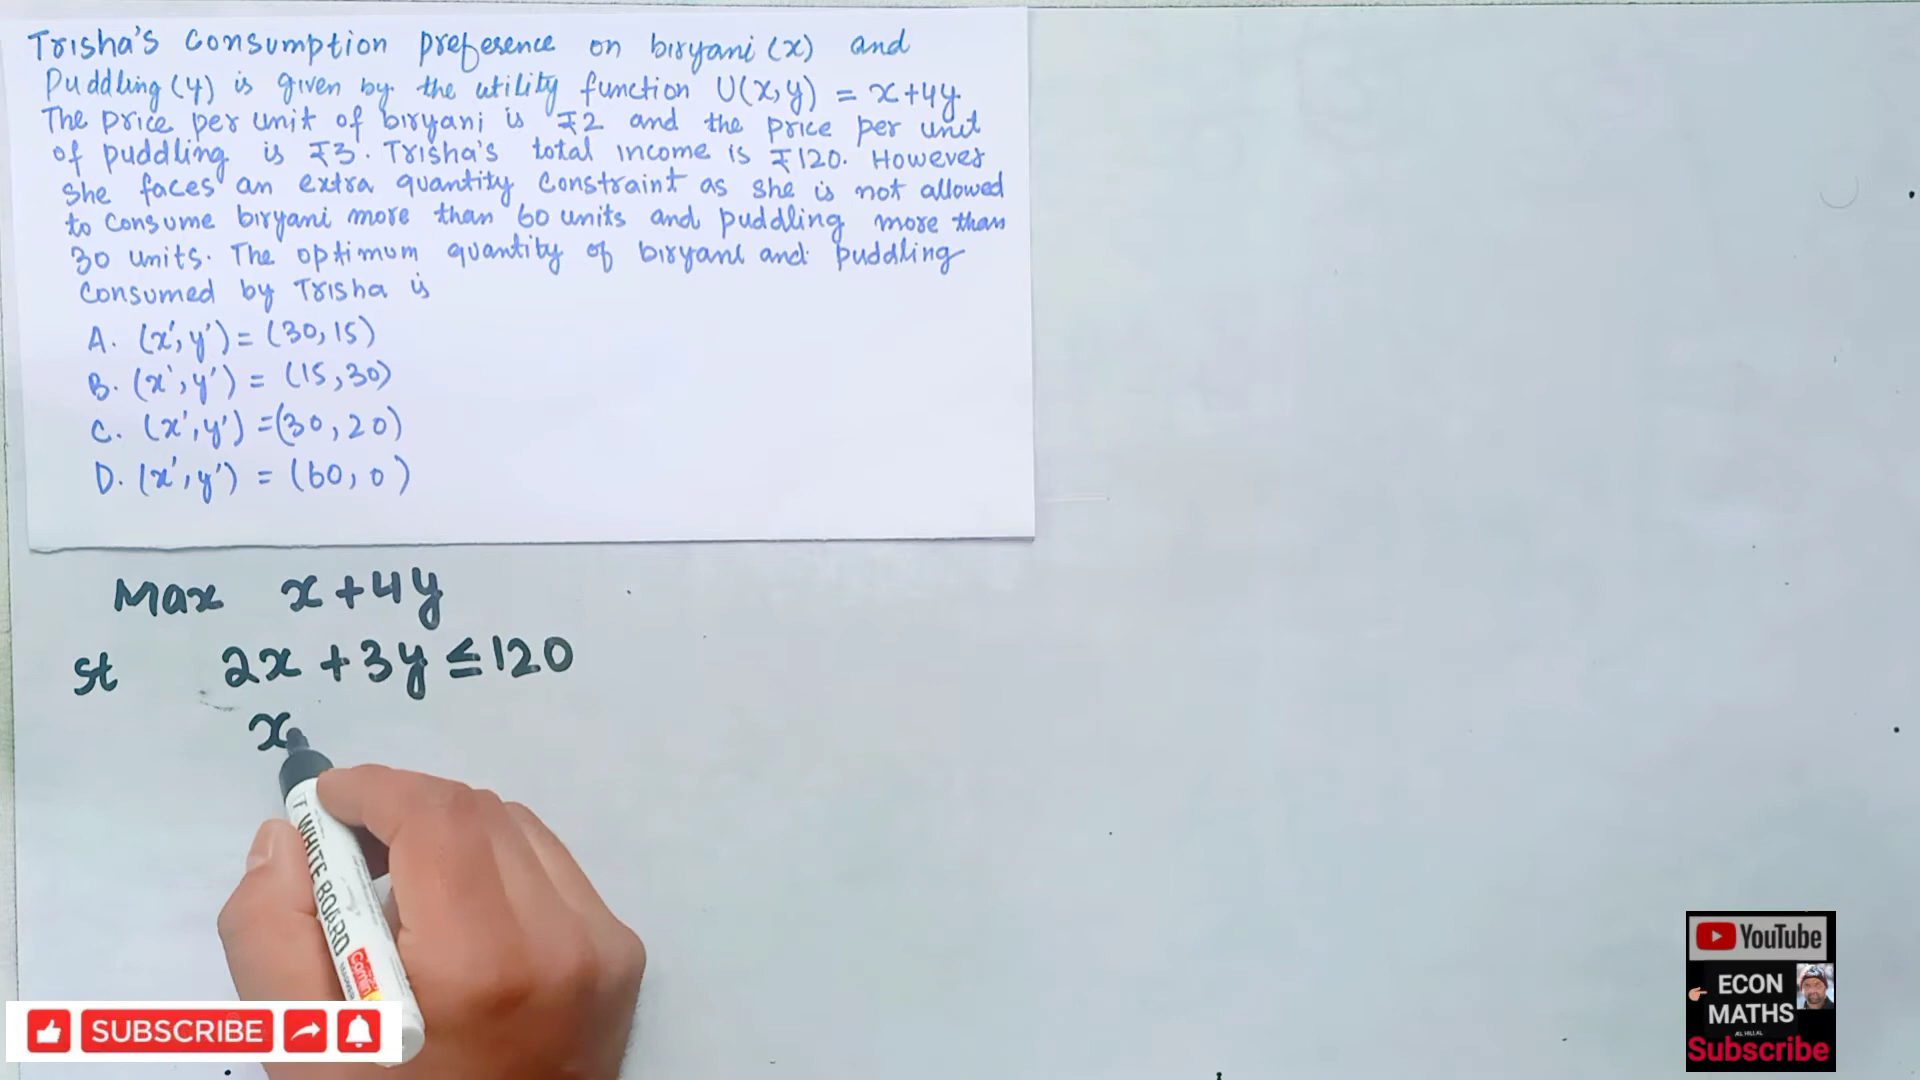 Trisha's consumption preference on biryani (x) and
Puddling (y) is given by the utility function U(x,y) = x+4y
The price per unit of biryani is ₹2 and the price per unit
of puddling is ₹3. Trisha's total income is ₹120. However
She faces an extra quantity constraint as she is not allowed
to consume biryani more than 60 units and puddling more than
30 units. The optimum quantity of biryani and puddling
consumed by Trisha is
A. (x',y') = (30,15)
B. (x',y') = (15,30)
C. (x',y') = (30,20)
D. (x',y') = (60,0)
Max x+4y
St 2x + 3y ≤ 120
x
WHITE BOARD
SUBSCRIBE
YouTube
ECON
MATHS
Subscribe